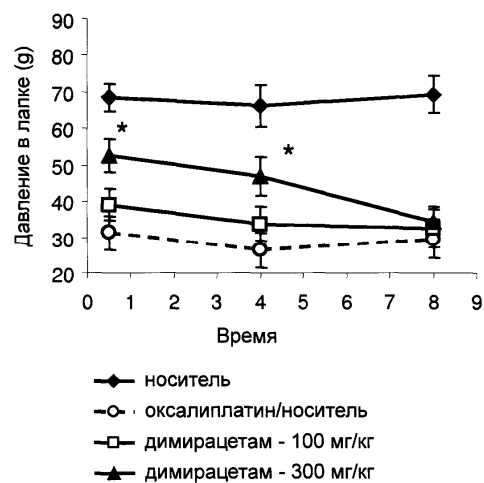 Давление в лапке (g)
90
80
70
60
50
40
30
20
*
*
0 1 2 3 4 5 6 7 8 9
Время
носитель
оксалиплатин/носитель
димирацетам - 100 мг/кг
димирацетам - 300 мг/кг